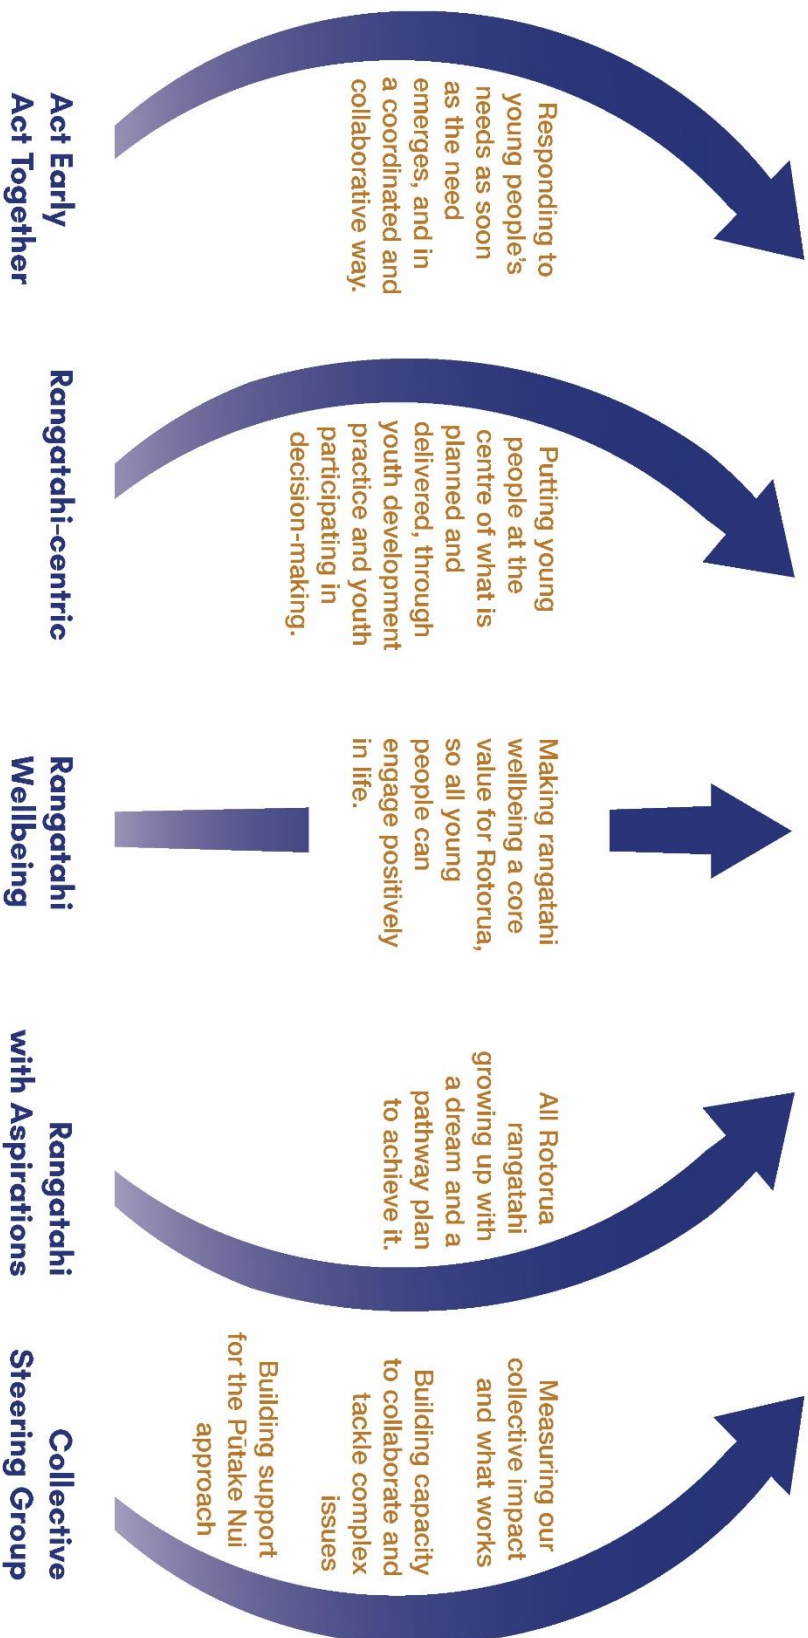 Responding to
young people's
needs as soon
as the need
emerges, and in
a coordinated and
collaborative way.
Act Early
Act Together
Putting young
people at the
centre of what is
planned and
delivered, through
youth development
practice and youth
participating in
decision-making.
Rangatahi-centric
Making rangatahi
wellbeing a core
value for Rotorua,
so all young
people can
engage positively
in life.
Rangatahi
Wellbeing
All Rotorua
rangatahi
growing up with
a dream and a
pathway plan
to achieve it.
Rangatahi
with Aspirations
Measuring our
collective impact
and what works
Building capacity
to collaborate and
tackle complex
issues
Building support
for the Pūtake Nui
approach
Collective
Steering Group